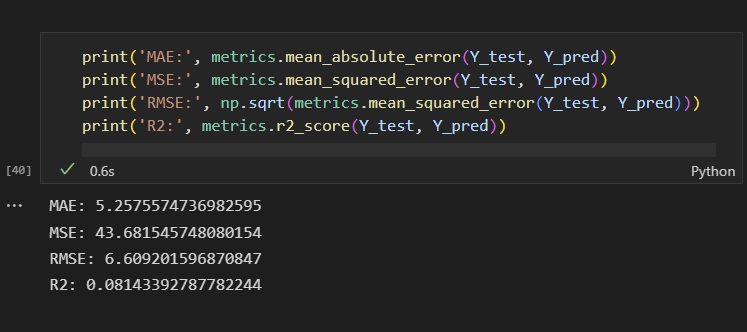 print('MAE:', metrics.mean_absolute_error(Y_test, Y_pred))
print('MSE:', metrics.mean_squared_error(Y_test, Y_pred))
print('RMSE:', np.sqrt(metrics.mean_squared_error(Y_test, Y_pred)))
print('R2:', metrics.r2_score(Y_test, Y_pred))
[40] 0.6s Python
MAE: 5.2575574736982595
MSE: 43.681545748080154
RMSE: 6.609201596870847
R2: 0.08143392787782244